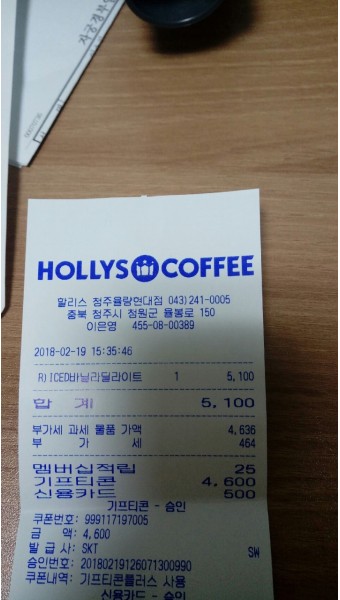 자궁경부
HOLLYS COFFEE
할리스 청주율량현대점 043)241-0005
충북 청주시 청원군 율봉로 150
이은영 455-08-00389
2018-02-19 15:35:46
R)ICED바닐라딜라이트 1 5,100
합 계 5,100
부가세 과세 물품 가액 4,636
부 가 세 464
멤버십적립 25
기프티콘 4,600
신용카드 500
기프티콘 - 승인
쿠폰번호: 999117197005
금 액: 4,600
발 급 사: SKT SW
승인번호: 20180219126071300990
쿠폰내역: 기프티콘플러스 사용
신용카드 - 승인